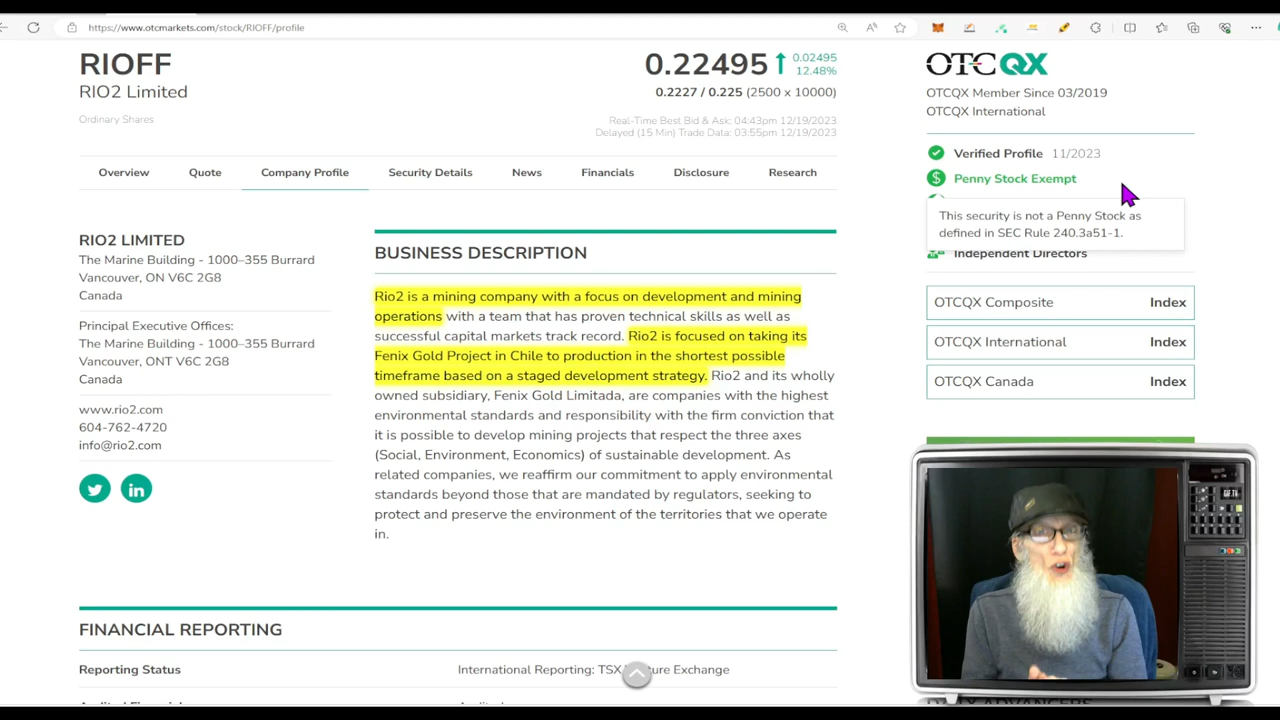 https://www.otcmarkets.com/stock/RIOFF/profile
RIOFF
RIO2 Limited
Ordinary Shares
0.22495
0.02495
12.48%
0.2227 / 0.225 (2500 x 10000)
Real-Time Best Bid & Ask: 04:43pm 12/19/2023
Delayed (15 Min) Trade Data: 03:55pm 12/19/2023
Overview Quote Company Profile Security Details News Financials Disclosure Research
RIO2 LIMITED
The Marine Building - 1000–355 Burrard
Vancouver, ON V6C 2G8
Canada
Principal Executive Offices:
The Marine Building - 1000–355 Burrard
Vancouver, ONT V6C 2G8
Canada
www.rio2.com
604-762-4720
info@rio2.com
BUSINESS DESCRIPTION
Rio2 is a mining company with a focus on development and mining
operations with a team that has proven technical skills as well as
successful capital markets track record. Rio2 is focused on taking its
Fenix Gold Project in Chile to production in the shortest possible
timeframe based on a staged development strategy. Rio2 and its wholly
owned subsidiary, Fenix Gold Limitada, are companies with the highest
environmental standards and responsibility with the firm conviction that
it is possible to develop mining projects that respect the three axes
(Social, Environment, Economics) of sustainable development. As
related companies, we reaffirm our commitment to apply environmental
standards beyond those that are mandated by regulators, seeking to
protect and preserve the environment of the territories that we operate
in.
FINANCIAL REPORTING
Reporting Status International Reporting: TSX Exchange
OTCQX
OTCQX Member Since 03/2019
OTCQX International
Verified Profile 11/2023
Penny Stock Exempt
This security is not a Penny Stock as
defined in SEC Rule 240.3a51-1.
Independent Directors
OTCQX Composite Index
OTCQX International Index
OTCQX Canada Index
GIF.TV